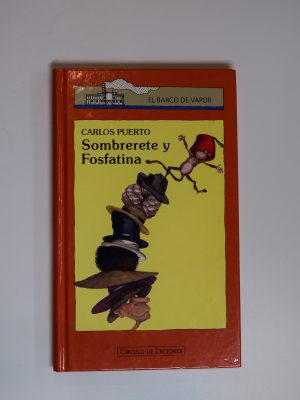 EL BARCO DE VAPOR
CARLOS PUERTO
Sombrerete y
Fosfatina
CÍRCULO DE LECTORES